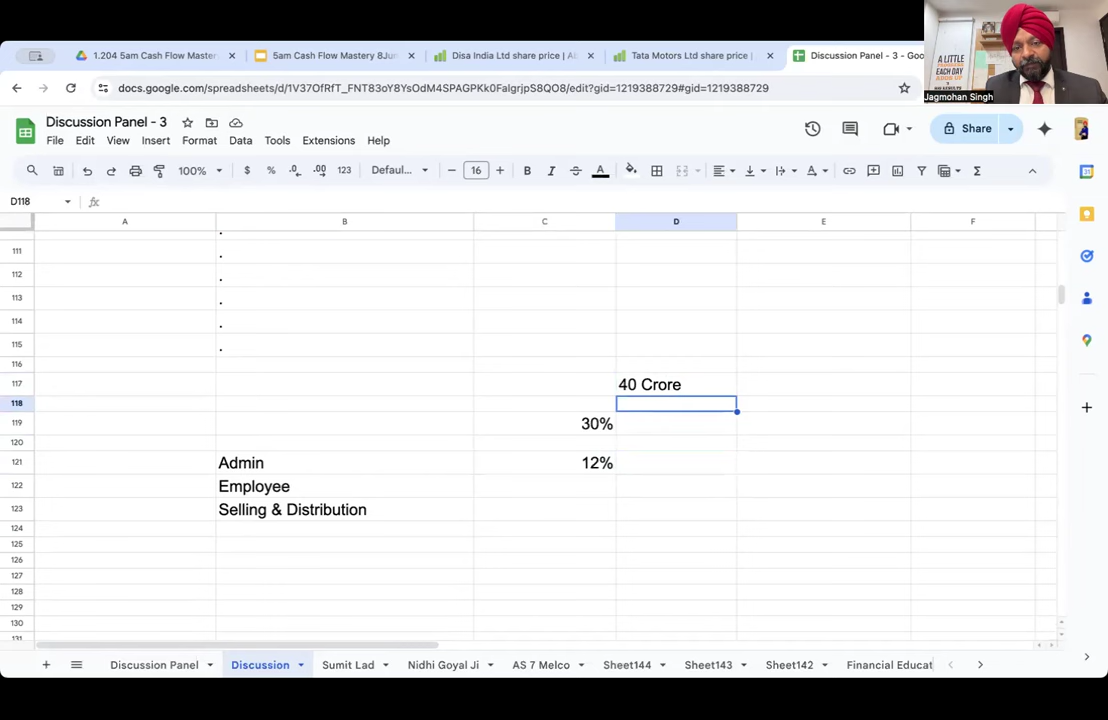 1.204 5am Cash Flow Master
5am Cash Flow Mastery 8Jun
Disa India Ltd share price | A
Tata Motors Ltd share price |
Discussion Panel - 3 - Goo
docs.google.com/spreadsheets/d/1V37OfRfT_FNT83oY8YsOdM4SPAGPKk0FaIgrjpS8QO8/edit?gid=1219388729#gid=1219388729
A LITTLE
EACH DAY
Jagmohan Singh
Discussion Panel - 3
File Edit View Insert Format Data Tools Extensions Help
Share
100% $ % .0 .00 123 Defaul... 16 B I A
D118 fx
A B C D E F
111 .
112 .
113 .
114 .
115 .
116
117 40 Crore
118
119 30%
120
121 Admin 12%
122 Employee
123 Selling & Distribution
124
125
126
127
128
129
130
131
Discussion Panel Discussion Sumit Lad Nidhi Goyal Ji AS 7 Melco Sheet144 Sheet143 Sheet142 Financial Educat